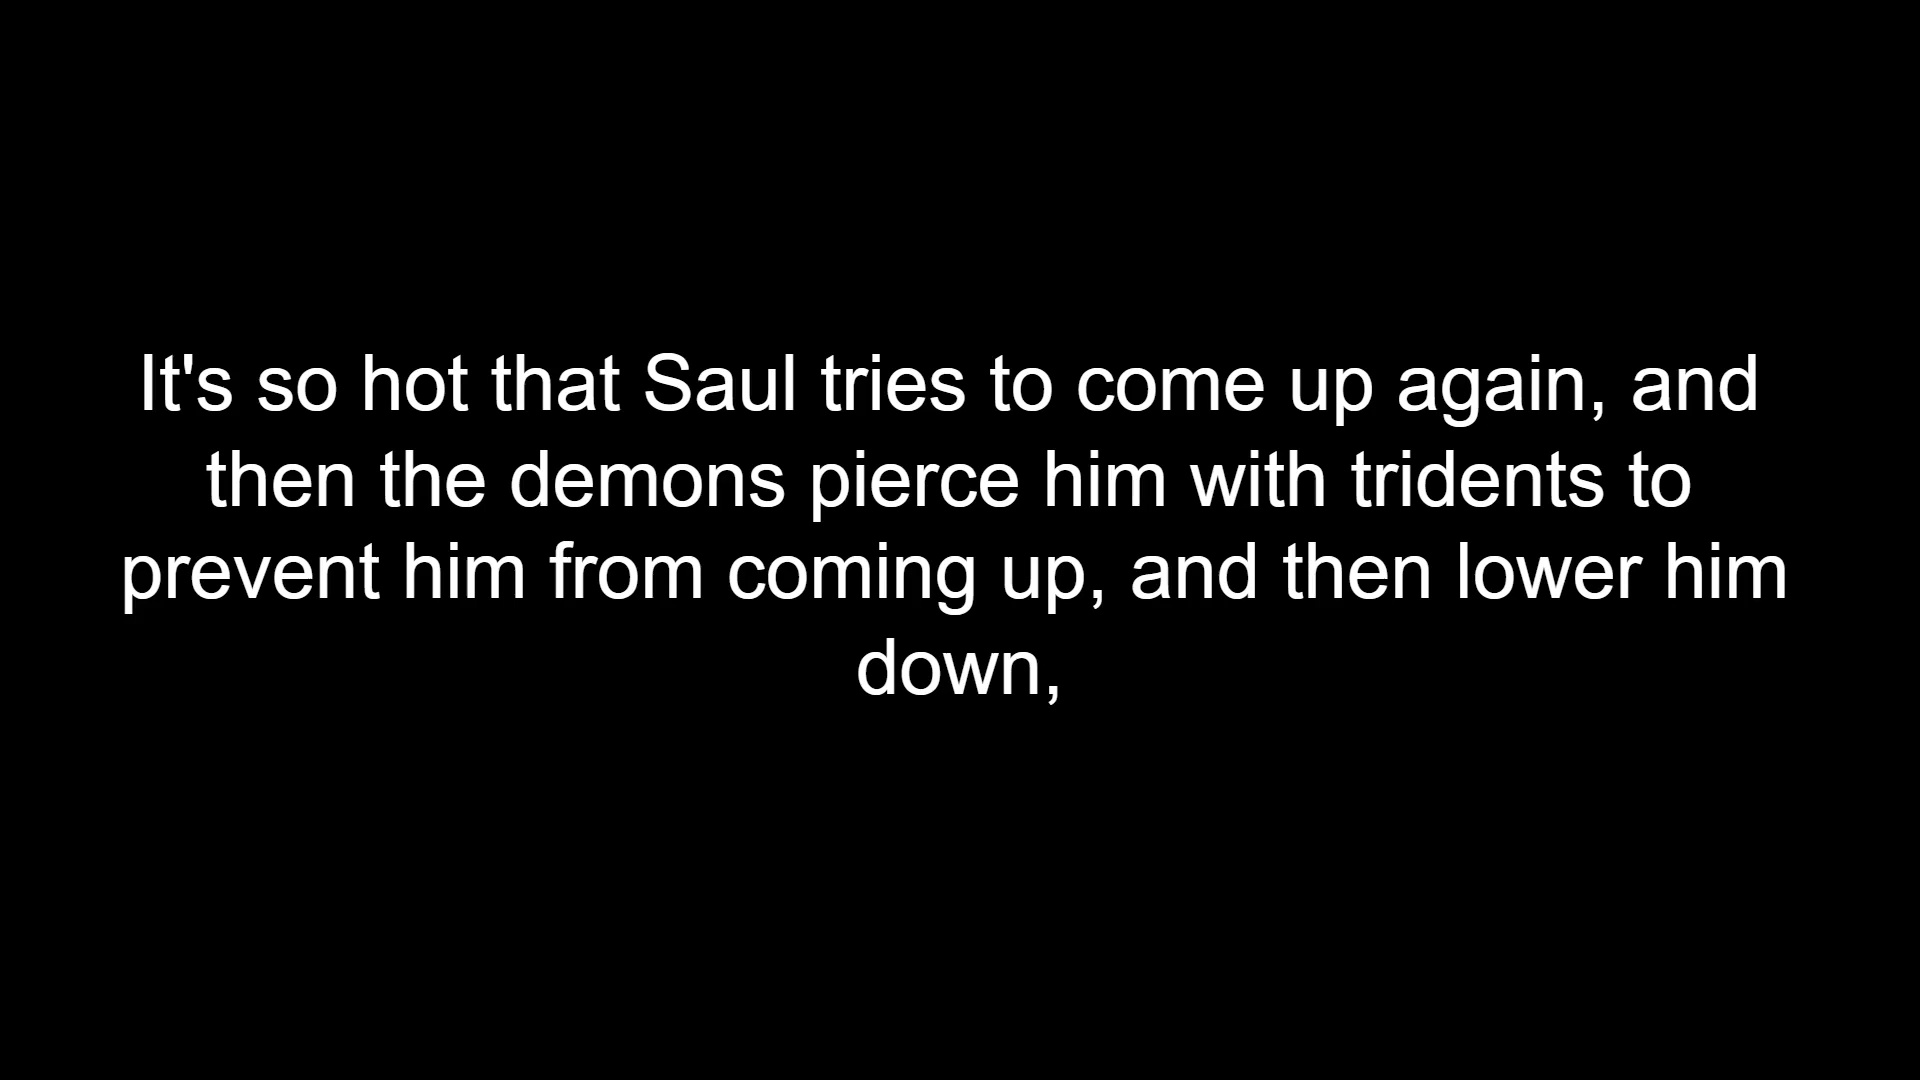 It's so hot that Saul tries to come up again, and
then the demons pierce him with tridents to
prevent him from coming up, and then lower him
down,